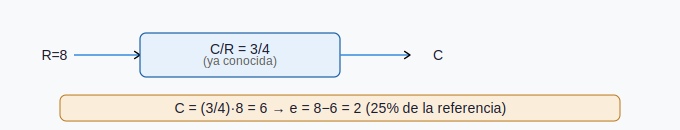 R=8
C/R = 3/4
(ya conocida)
C
C = (3/4)·8 = 6 → e = 8−6 = 2 (25% de la referencia)